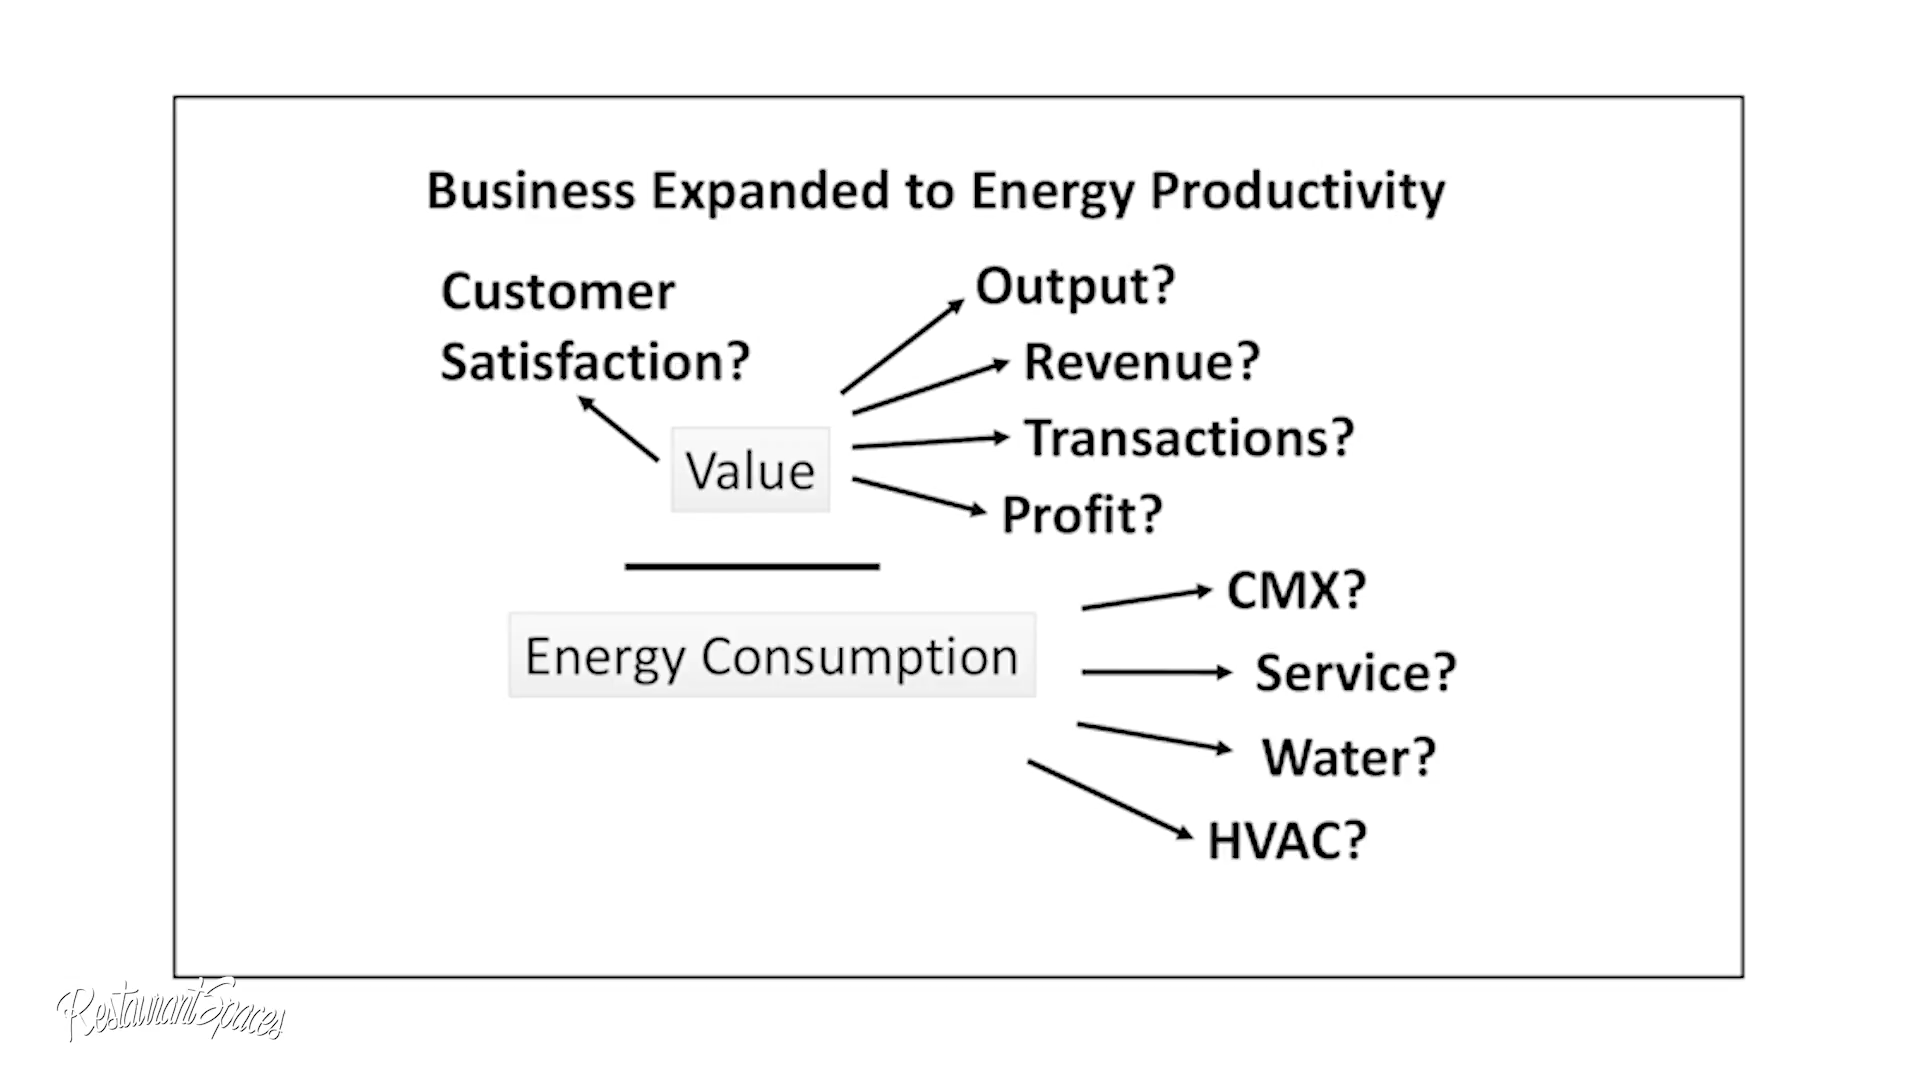 Business Expanded to Energy Productivity
Customer
Satisfaction?
Output?
Revenue?
Transactions?
Profit?
Value
Energy Consumption
CMX?
Service?
Water?
HVAC?
RestaurantSpaces